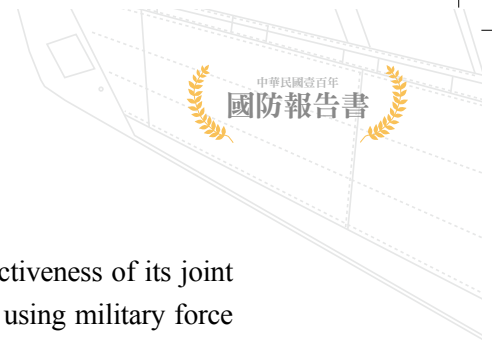 中華民國壹百年
國防報告書
ctiveness of its joint
using military force